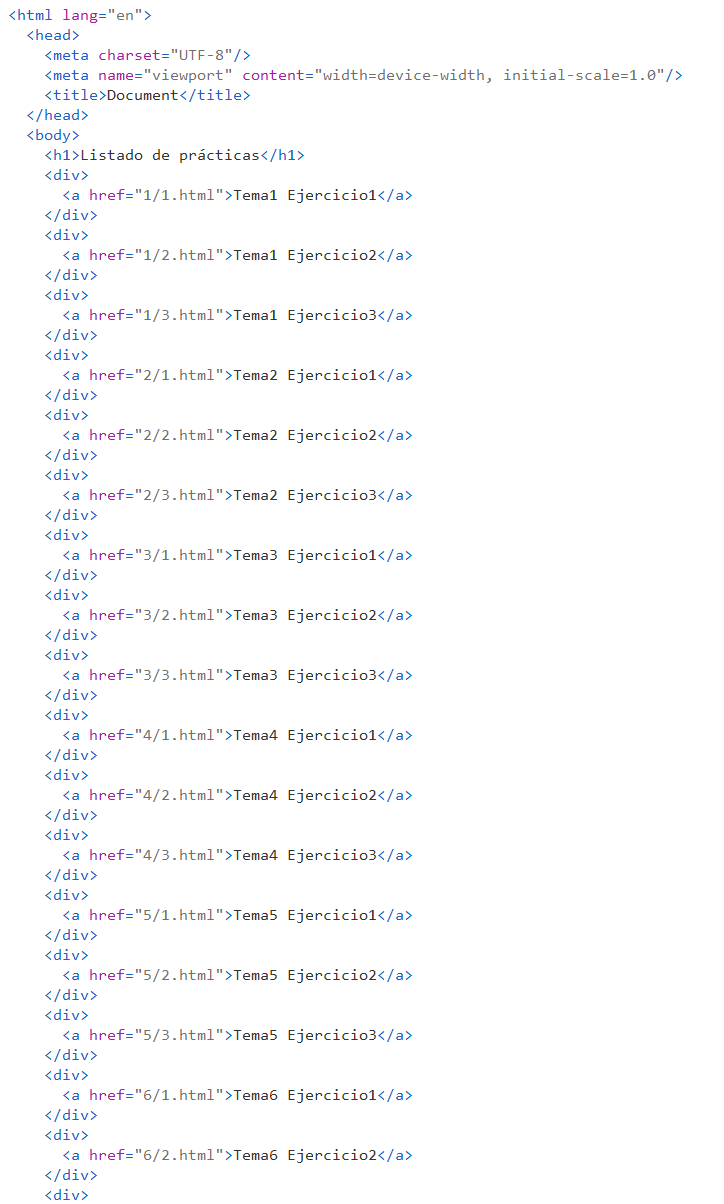 <html lang="en">
<head>
<meta charset="UTF-8"/>
<meta name="viewport" content="width=device-width, initial-scale=1.0"/>
<title>Document</title>
</head>
<body>
<h1>Listado de prácticas</h1>
<div>
<a href="1/1.html">Tema1 Ejercicio1</a>
</div>
<div>
<a href="1/2.html">Tema1 Ejercicio2</a>
</div>
<div>
<a href="1/3.html">Tema1 Ejercicio3</a>
</div>
<div>
<a href="2/1.html">Tema2 Ejercicio1</a>
</div>
<div>
<a href="2/2.html">Tema2 Ejercicio2</a>
</div>
<div>
<a href="2/3.html">Tema2 Ejercicio3</a>
</div>
<div>
<a href="3/1.html">Tema3 Ejercicio1</a>
</div>
<div>
<a href="3/2.html">Tema3 Ejercicio2</a>
</div>
<div>
<a href="3/3.html">Tema3 Ejercicio3</a>
</div>
<div>
<a href="4/1.html">Tema4 Ejercicio1</a>
</div>
<div>
<a href="4/2.html">Tema4 Ejercicio2</a>
</div>
<div>
<a href="4/3.html">Tema4 Ejercicio3</a>
</div>
<div>
<a href="5/1.html">Tema5 Ejercicio1</a>
</div>
<div>
<a href="5/2.html">Tema5 Ejercicio2</a>
</div>
<div>
<a href="5/3.html">Tema5 Ejercicio3</a>
</div>
<div>
<a href="6/1.html">Tema6 Ejercicio1</a>
</div>
<div>
<a href="6/2.html">Tema6 Ejercicio2</a>
</div>
<div>